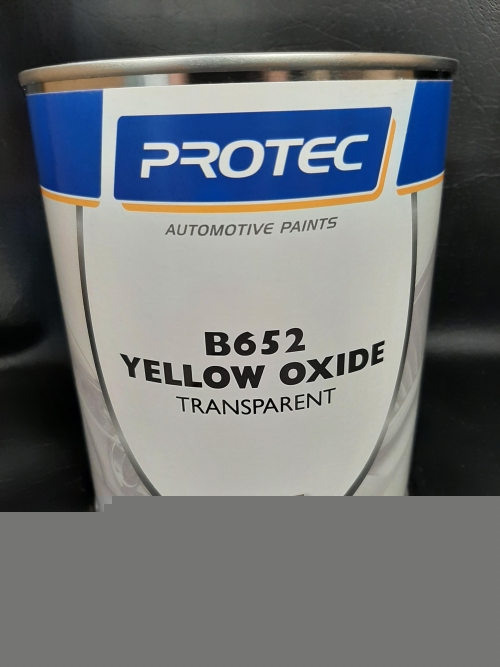 PROTEC
AUTOMOTIVE PAINTS
B652
YELLOW OXIDE
TRANSPARENT